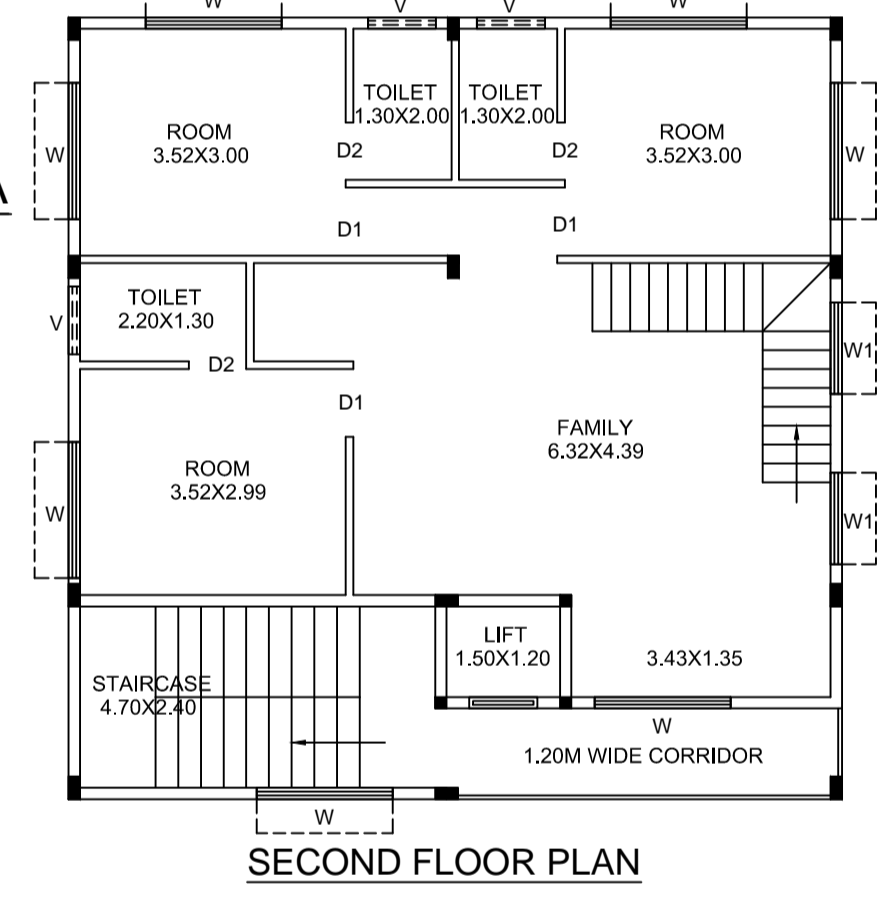 W
V
V
W
TOILET
1.30X2.00
TOILET
1.30X2.00
ROOM
3.52X3.00
ROOM
3.52X3.00
W
D2
D2
W
A
D1
D1
TOILET
2.20X1.30
V
D2
W1
D1
FAMILY
6.32X4.39
ROOM
3.52X2.99
W
W1
LIFT
1.50X1.20
3.43X1.35
STAIRCASE
4.70X2.40
W
1.20M WIDE CORRIDOR
W
SECOND FLOOR PLAN